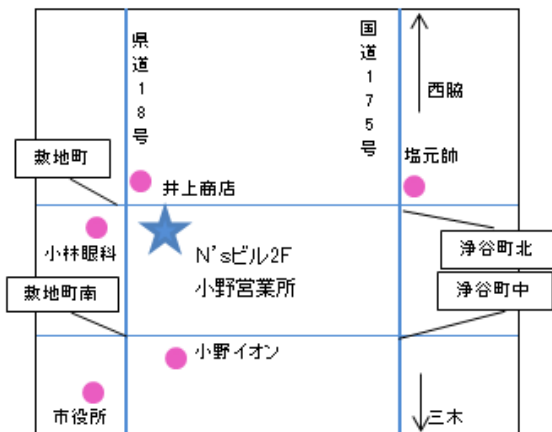 県道18号
国道175号
西脇
敷地町
井上商店
塩元帥
小林眼科
N'sビル2F
小野営業所
浄谷町北
敷地町南
浄谷町中
小野イオン
市役所
三木